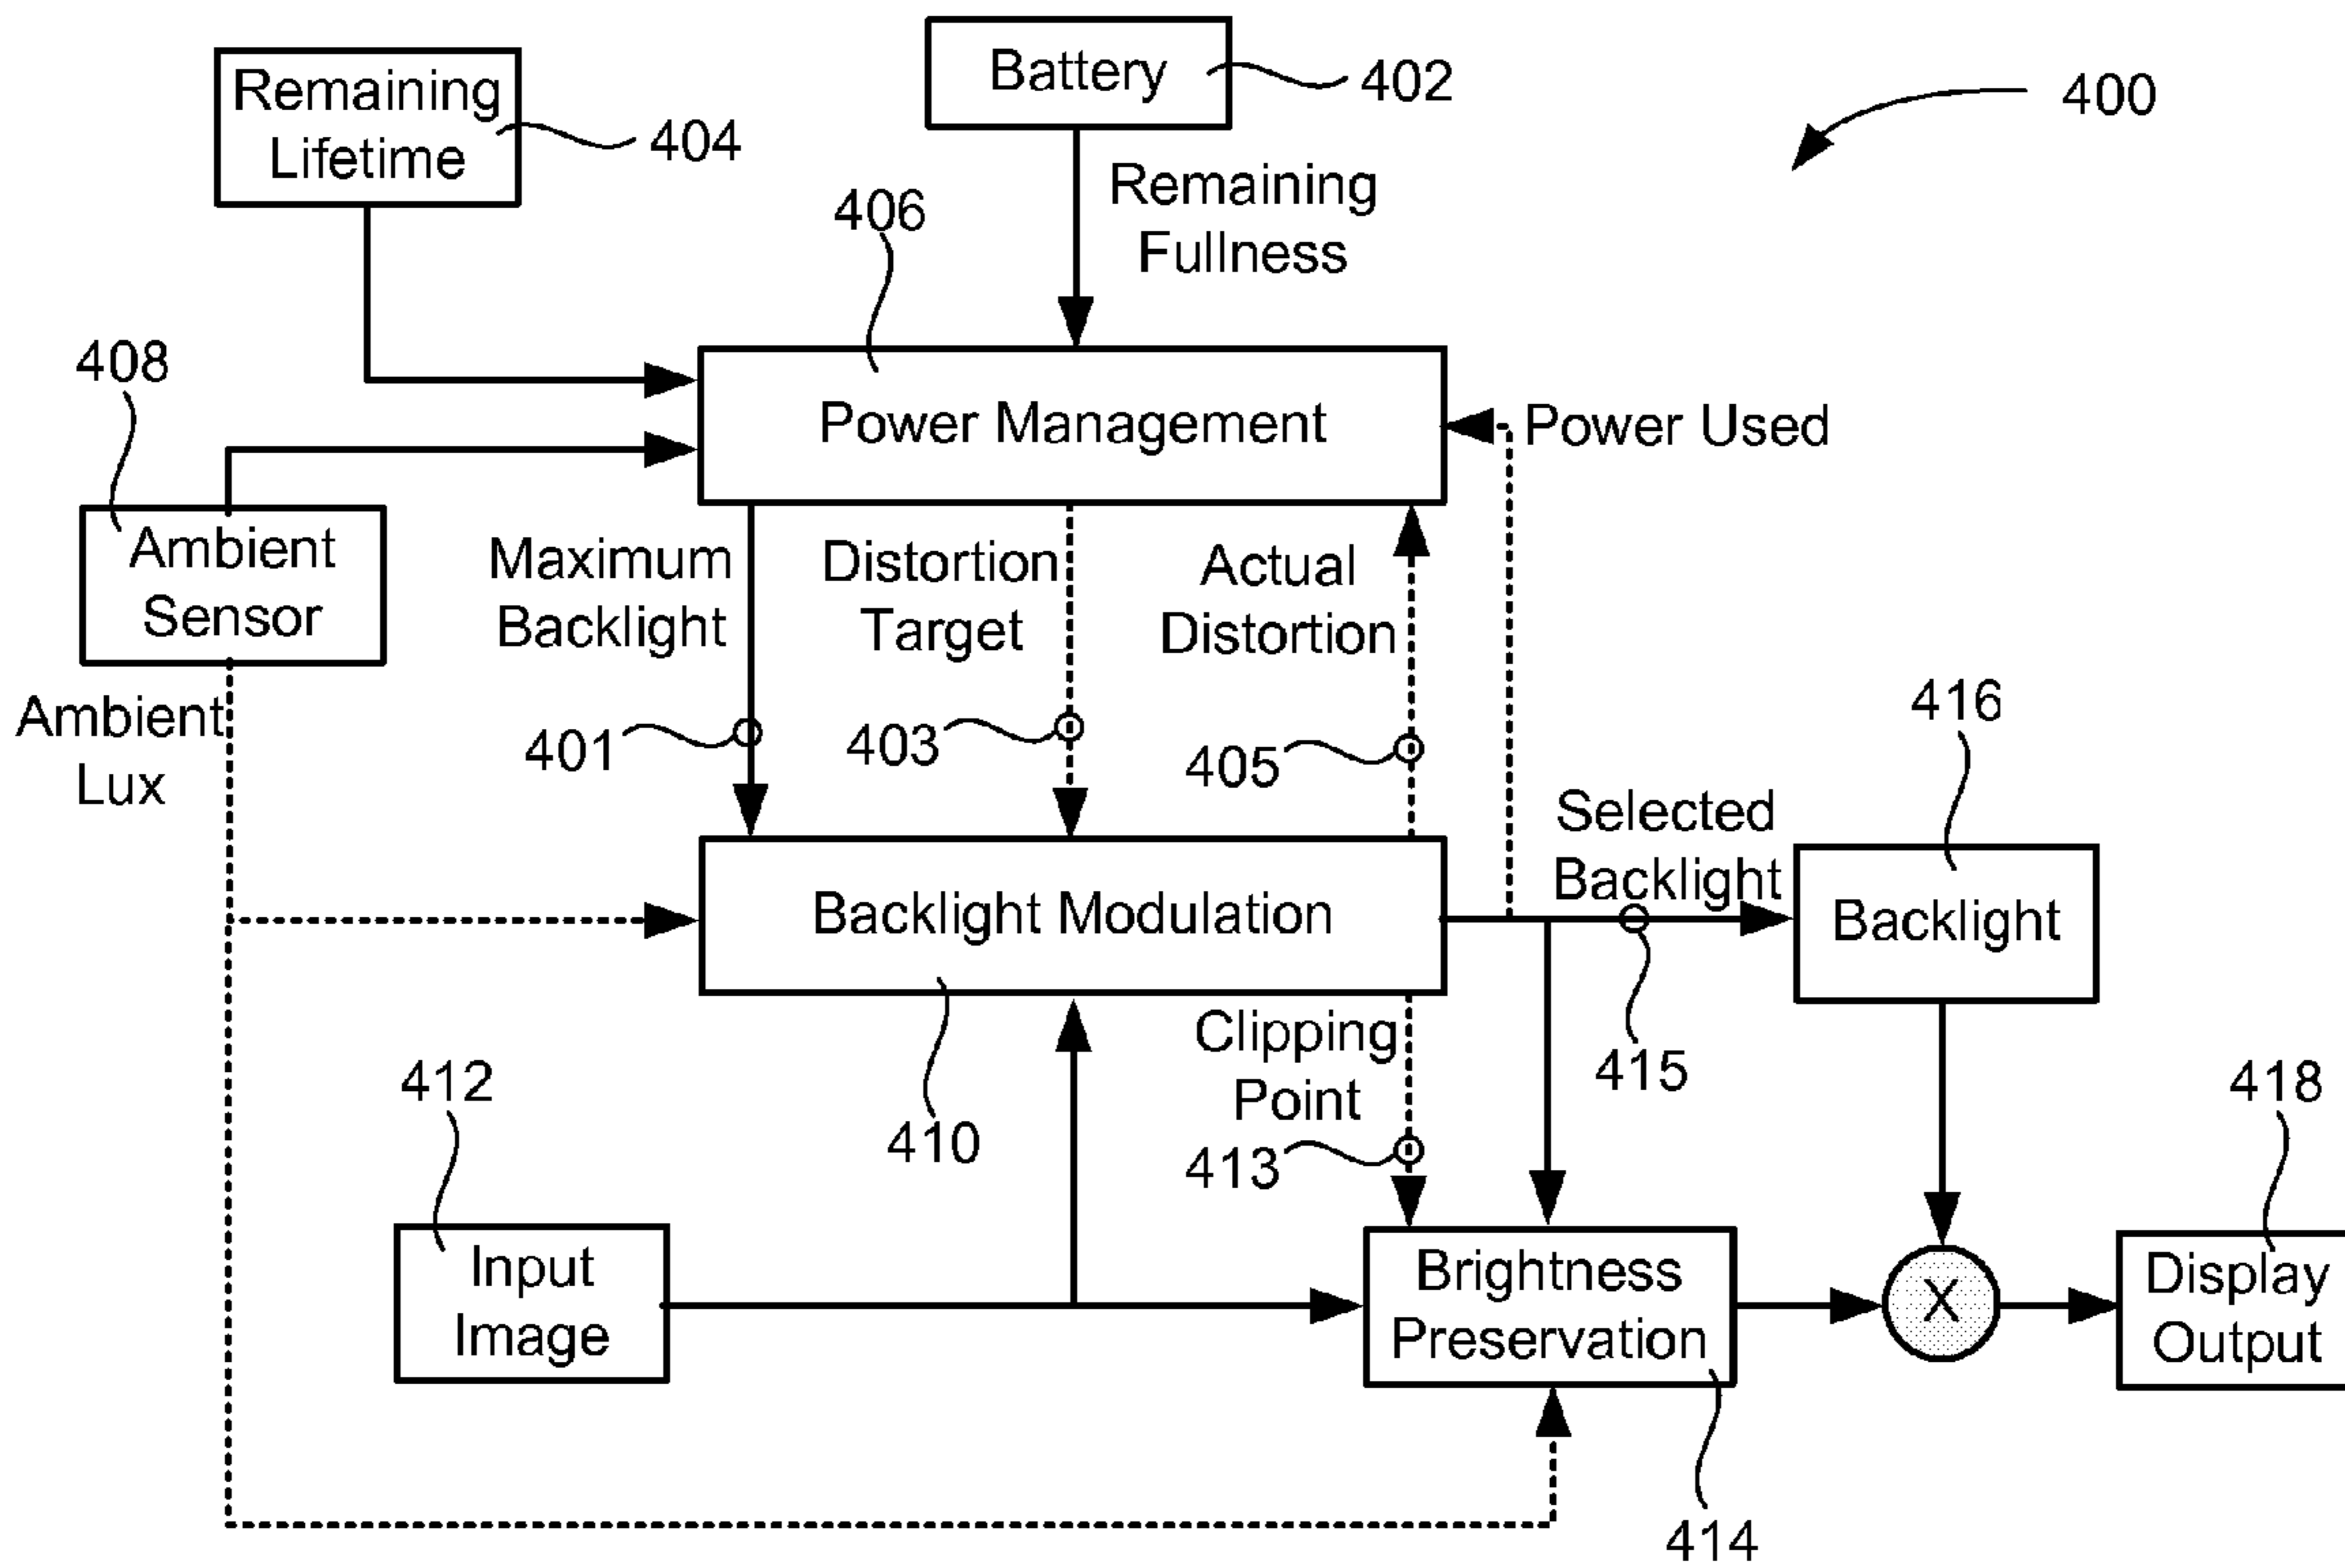 Remaining
Lifetime
404
Battery
402
400
Remaining
Fullness
406
408
Power Management
Power Used
Ambient
Sensor
Maximum
Backlight
Distortion
Target
Actual
Distortion
Ambient
Lux
401
403
405
416
Selected
Backlight
Backlight Modulation
Backlight
415
Clipping
Point
412
410
413
418
Input
Image
Brightness
Preservation
X
Display
Output
414